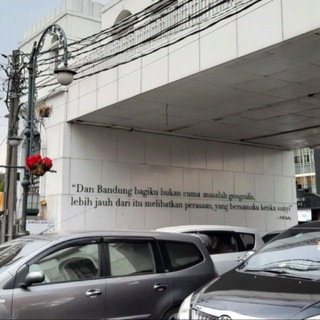 "Dan Bandung bagiku bukan cuma masalah geografis,
lebih jauh dari itu melibatkan perasaan, yang bersamaku ketika sunyi"